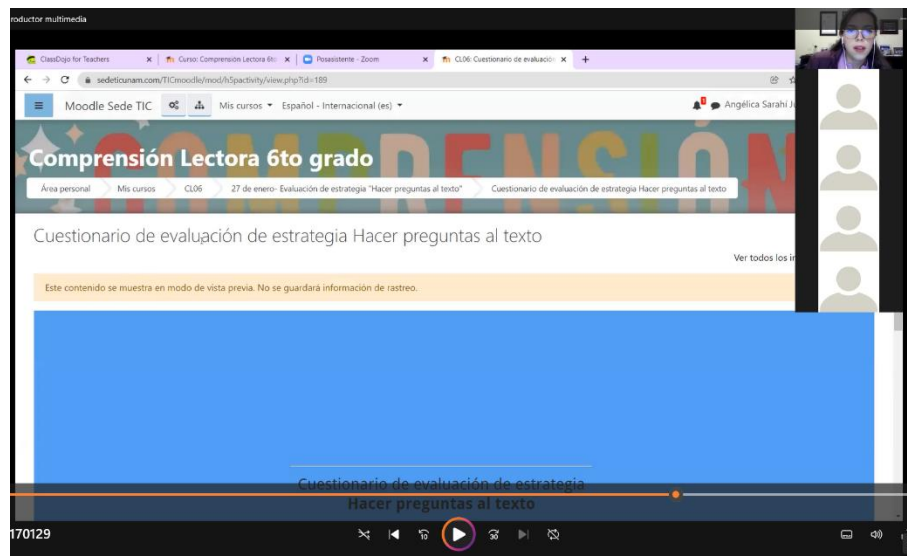 roductor multimedia
ClassDojo for Teachers
Curso: Comprensión Lectora 6to
Posasistente - Zoom
CL06: Cuestionario de evaluación
sedeticunam.com/TICmoodle/mod/h5pactivity/view.php?id=189
Moodle Sede TIC Mis cursos Español - Internacional (es) Angélica Sarahí
COMPRENSIÓN
Comprensión Lectora 6to grado
Área personal Mis cursos CL06 27 de enero- Evaluación de estrategia "Hacer preguntas al texto" Cuestionario de evaluación de estrategia Hacer preguntas al texto
Cuestionario de evaluación de estrategia Hacer preguntas al texto
Ver todos los
Este contenido se muestra en modo de vista previa. No se guardará información de rastreo.
Cuestionario de evaluación de estrategia
Hacer preguntas al texto
170129
10
30